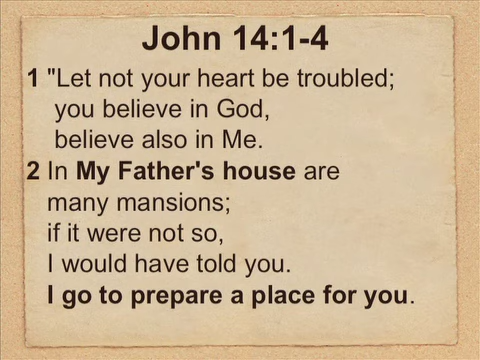 John 14:1-4
1 "Let not your heart be troubled;
you believe in God,
believe also in Me.
2 In My Father's house are
many mansions;
if it were not so,
I would have told you.
I go to prepare a place for you.